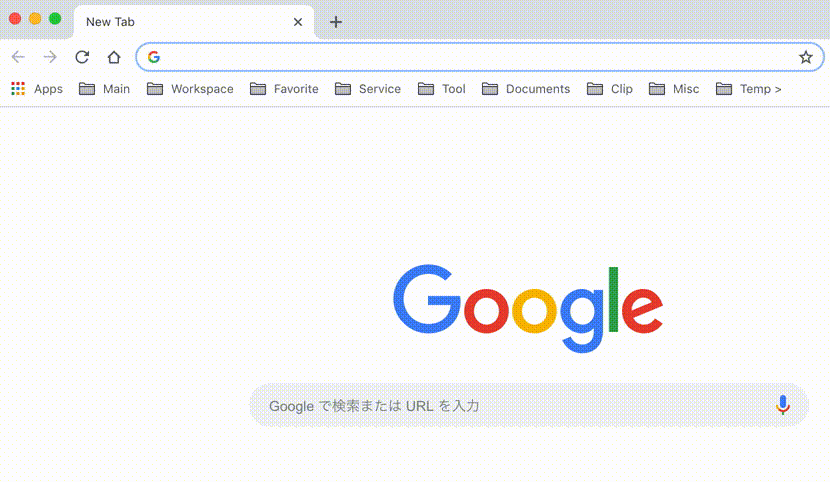 New Tab
Apps Main Workspace Favorite Service Tool Documents Clip Misc Temp >
Google
Google で検索または URL を入力